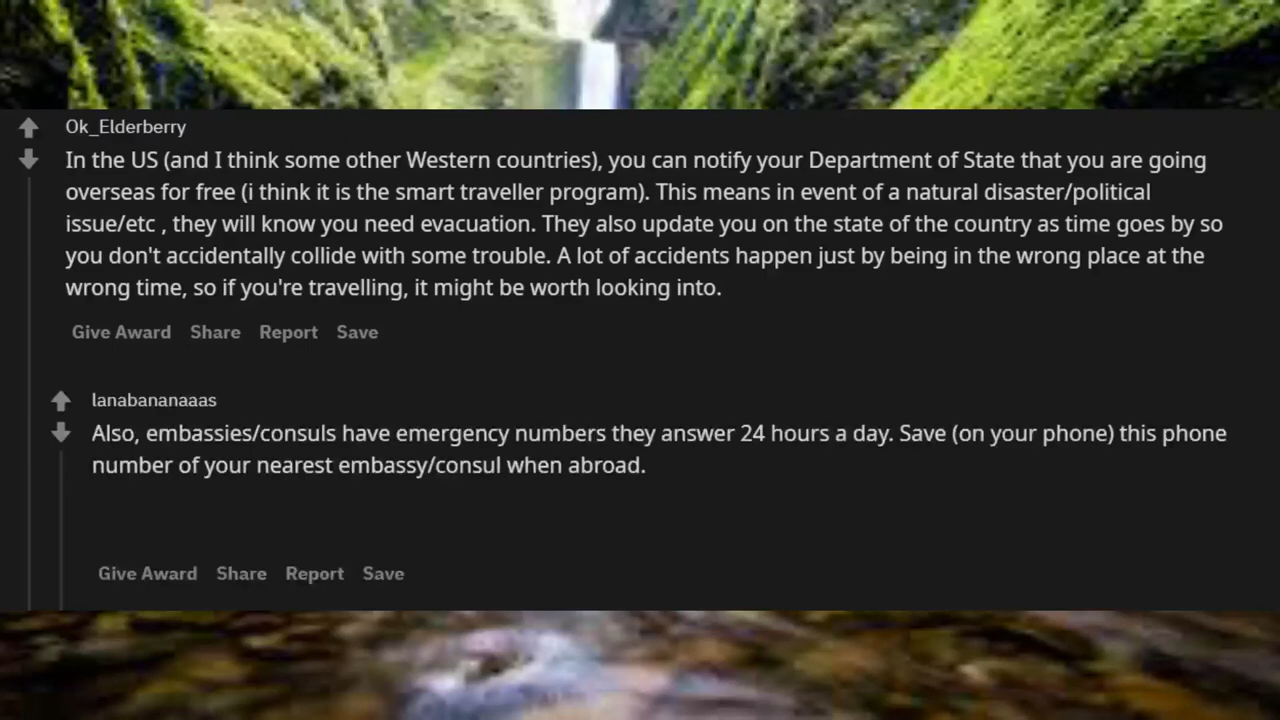 Ok_Elderberry
In the US (and I think some other Western countries), you can notify your Department of State that you are going
overseas for free (i think it is the smart traveller program). This means in event of a natural disaster/political
issue/etc , they will know you need evacuation. They also update you on the state of the country as time goes by so
you don't accidentally collide with some trouble. A lot of accidents happen just by being in the wrong place at the
wrong time, so if you're travelling, it might be worth looking into.
Give Award Share Report Save
lanabananaaas
Also, embassies/consuls have emergency numbers they answer 24 hours a day. Save (on your phone) this phone
number of your nearest embassy/consul when abroad.
Give Award Share Report Save